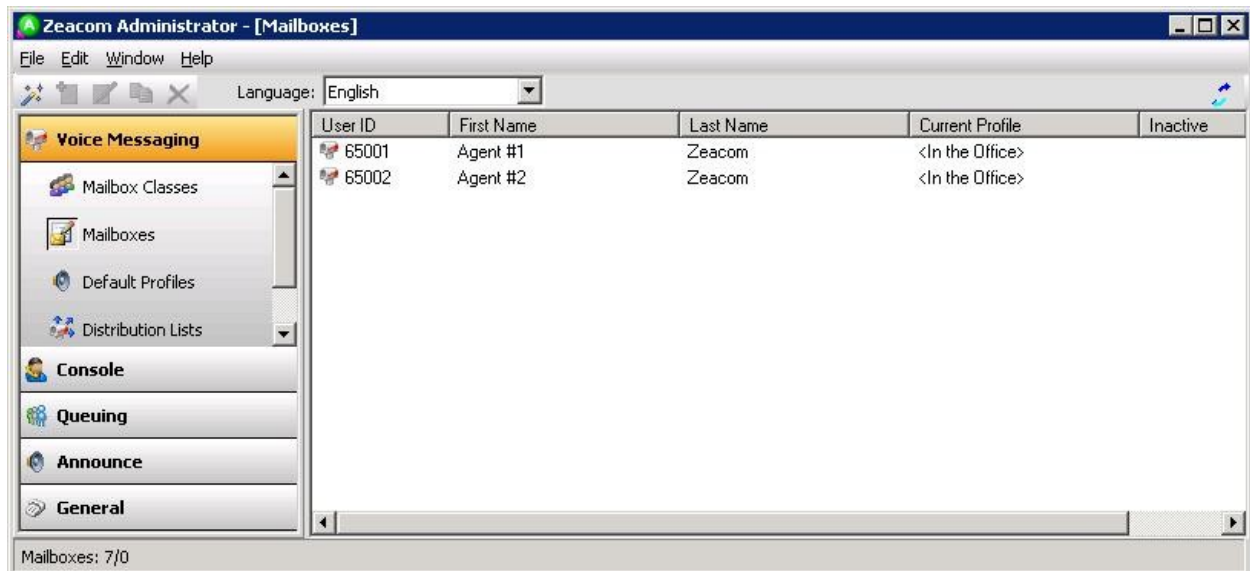 Zeacom Administrator - [Mailboxes]
File Edit Window Help
Language: English
Voice Messaging
Mailbox Classes
Mailboxes
Default Profiles
Distribution Lists
Console
Queuing
Announce
General
User ID First Name Last Name Current Profile Inactive
65001 Agent #1 Zeacom <In the Office>
65002 Agent #2 Zeacom <In the Office>
Mailboxes: 7/0